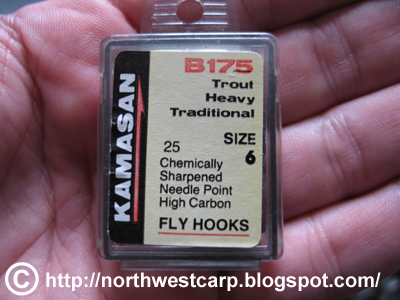 KAMASAN
B175
Trout
Heavy
Traditional
SIZE
6
25
Chemically
Sharpened
Needle Point
High Carbon
FLY HOOKS
© http://northwestcarp.blogspot.com/